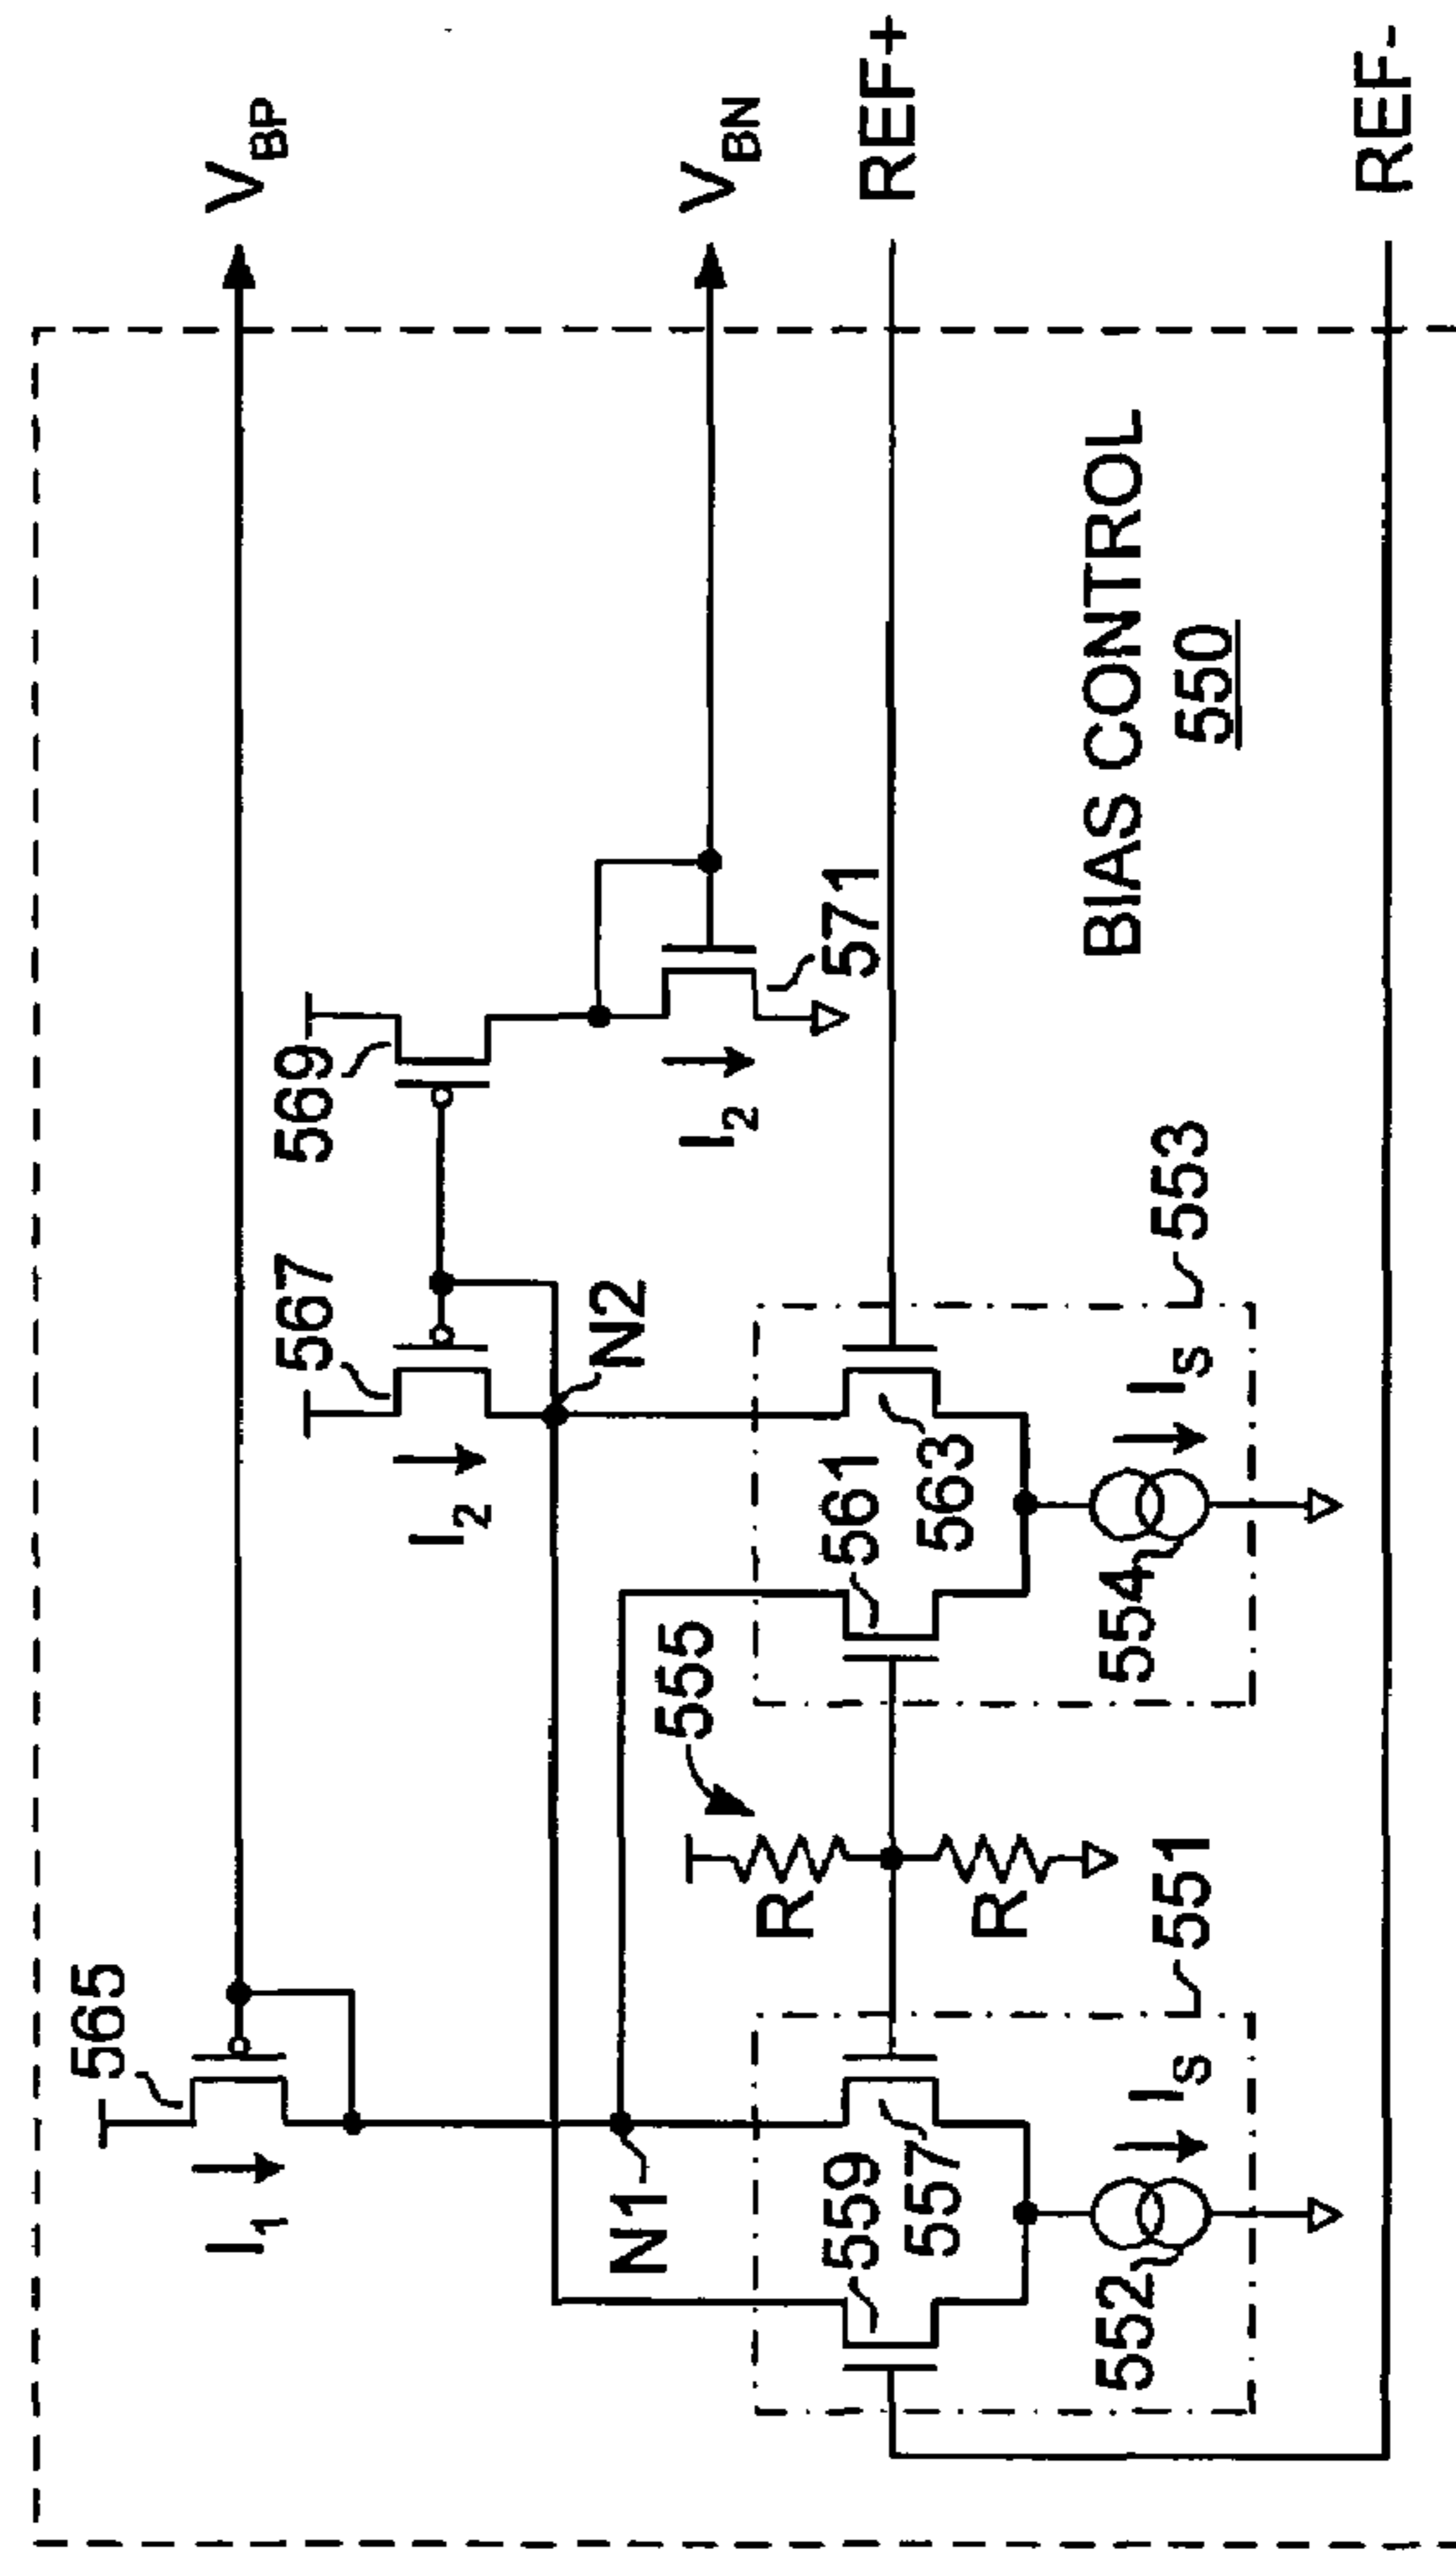 V_BP
V_BN
REF+
REF-
565
I_1
567
569
I_2
N2
I_2
571
N1
555
R
R
559
557
561
563
I_S
552
551
I_S
554
553
BIAS CONTROL
550